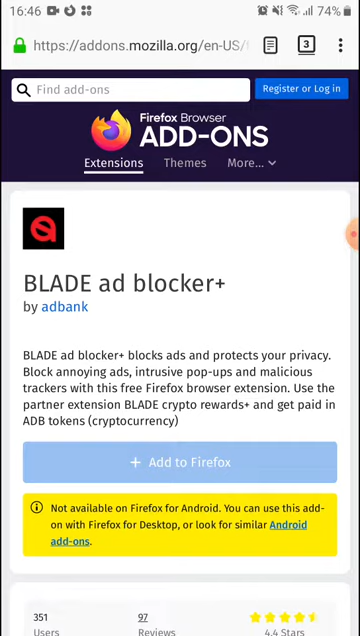 16:46
74%
https://addons.mozilla.org/en-US/
3
Find add-ons
Register or Log in
Firefox Browser
ADD-ONS
Extensions Themes More...
BLADE ad blocker+
by adbank
BLADE ad blocker+ blocks ads and protects your privacy.
Block annoying ads, intrusive pop-ups and malicious
trackers with this free Firefox browser extension. Use the
partner extension BLADE crypto rewards+ and get paid in
ADB tokens (cryptocurrency)
+ Add to Firefox
Not available on Firefox for Android. You can use this add-
on with Firefox for Desktop, or look for similar Android
add-ons.
351 97
Users Reviews 4.4 Stars